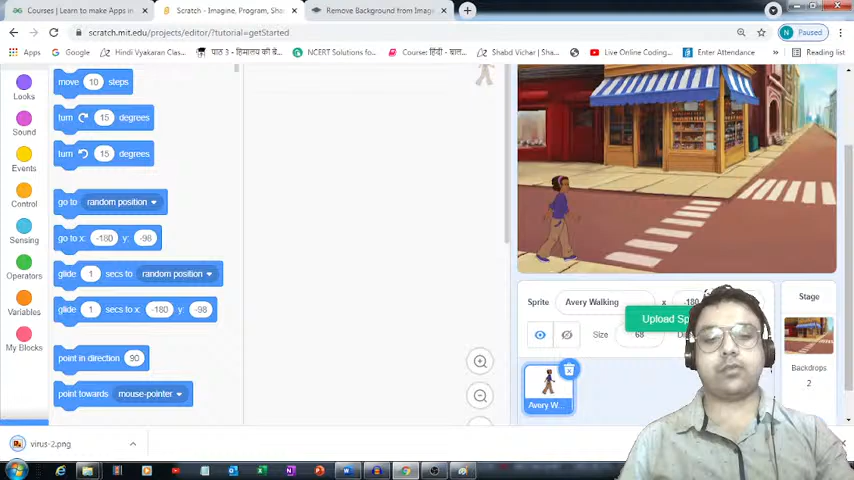 Courses | Learn to make Apps in
Scratch - Imagine, Program, Sha
Remove Background from Imag
scratch.mit.edu/projects/editor/?tutorial=getStarted
N Paused
Apps
Google
Hindi Vyakaran Clas...
पाठ 3 - हिमालय की बे...
NCERT Solutions fo...
Course: हिंदी - बाल...
Shabd Vichar | Sha...
Live Online Coding...
Enter Attendance
Reading list
Looks
Sound
Events
Control
Sensing
Operators
Variables
My Blocks
move 10 steps
turn 15 degrees
turn 15 degrees
go to random position
go to x: -180 y: -98
glide 1 secs to random position
glide 1 secs to x: -180 y: -98
point in direction 90
point towards mouse-pointer
Sprite Avery Walking x -180
Upload Sp
Size 68
Avery W...
Stage
Backdrops
2
virus-2.png